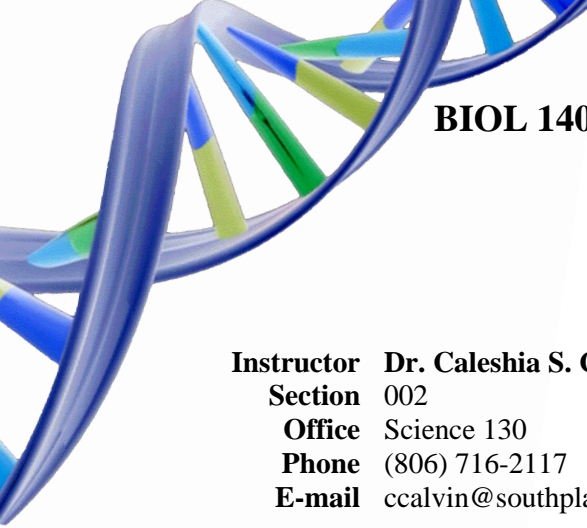 BIOL 140
Instructor Dr. Caleshia S.
Section 002
Office Science 130
Phone (806) 716-2117
E-mail ccalvin@southpla